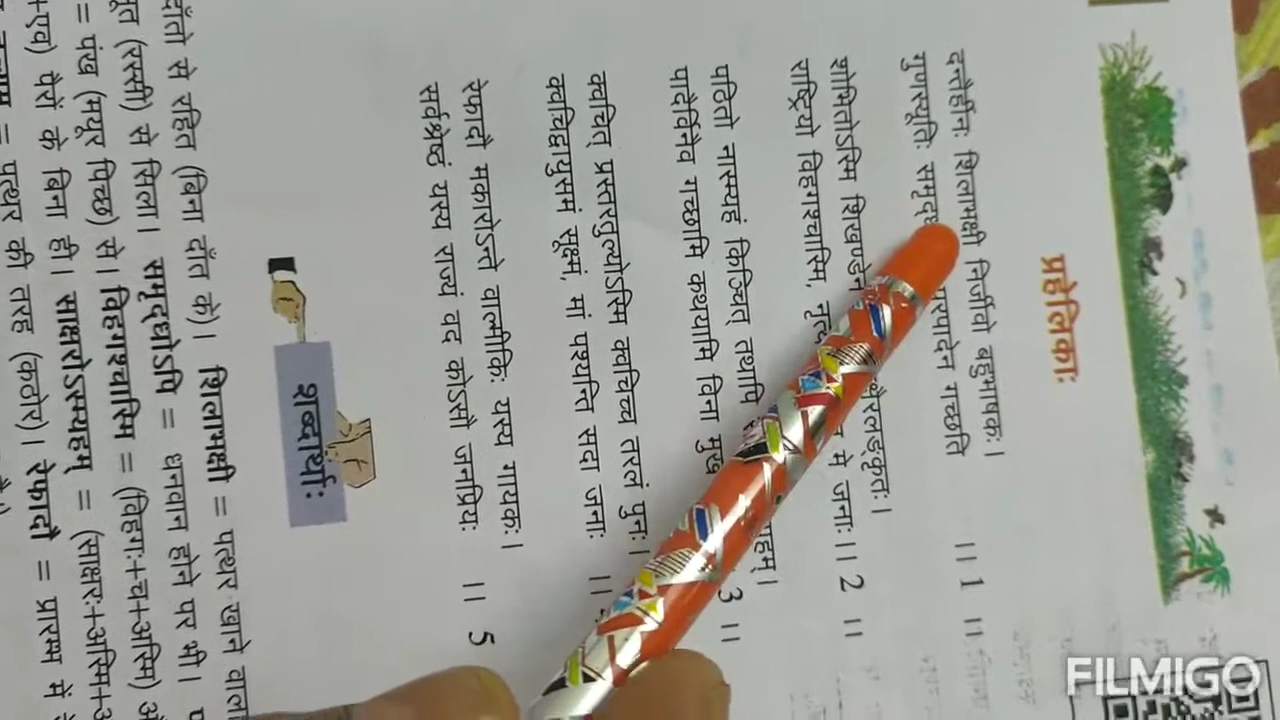 प्रहेलिकाः
दन्तैर्हीनः शिलाभक्षी निर्जीवो बहुभाषकः।
गुणस्यूतिः समृद्धो परपादेन गच्छति ।। 1 ।।
शोभितोऽस्मि शिखण्डेन रलङ्कृतः।
राष्ट्रियो विहगश्चास्मि, नृत्यं मे जनाः।। 2 ।।
पठितो नास्म्यहं किञ्चित् तथापि
पादैर्विनैव गच्छामि कथयामि विना मुखं 3 ।।
क्वचित् प्रस्तरतुल्योऽस्मि क्वचिच्च तरलं पुनः।
क्वचिद्वायुसमं सूक्ष्मं, मां पश्यन्ति सदा जनाः ।।
रेफादौ मकारोऽन्ते वाल्मीकिः यस्य गायकः।
सर्वश्रेष्ठं यस्य राज्यं वद कोऽसौ जनप्रियः ।। 5
शब्दार्थाः
दाँतो से रहित (बिना दाँत के)। शिलाभक्षी = पत्थर खाने
सूत (रस्सी) से सिला। समृद्धोऽपि = धनवान होने पर भी।
= पंख (मयूर पिच्छ) से। विहगश्चास्मि = (विहगः+च+अस्मि)
+एव) पैरों के बिना ही। साक्षरोऽस्म्यहम् = (साक्षरः+अस्मि+
= पत्थर की तरह (कठोर)। रेफादौ = प्रारम्भ में
FILMIGO